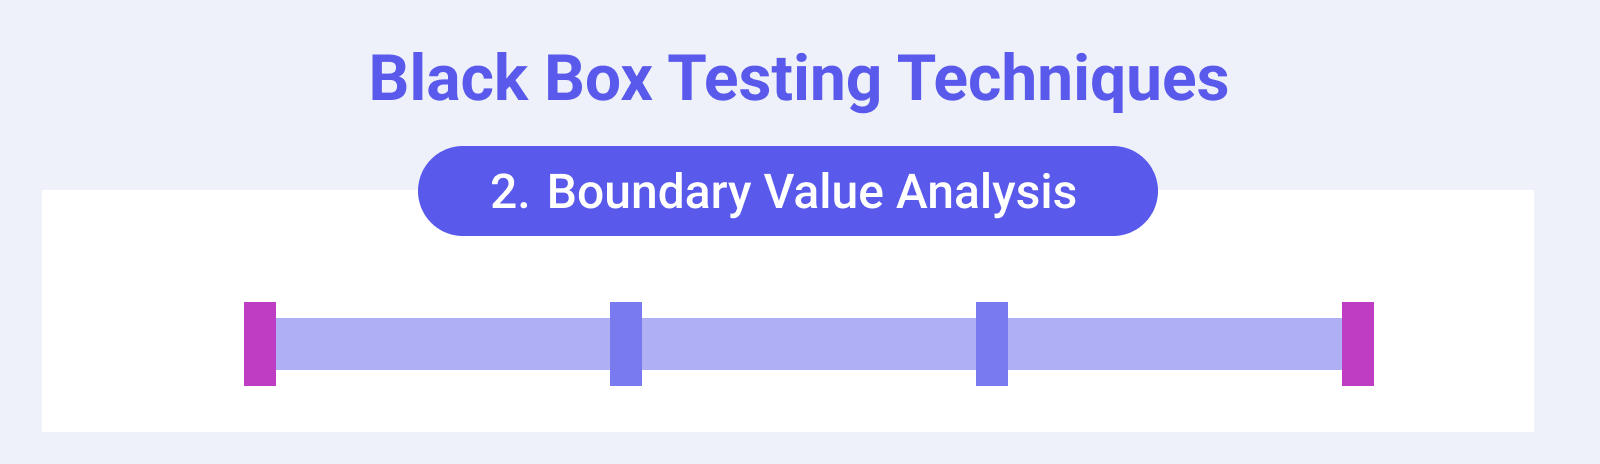 Black Box Testing Techniques
2. Boundary Value Analysis